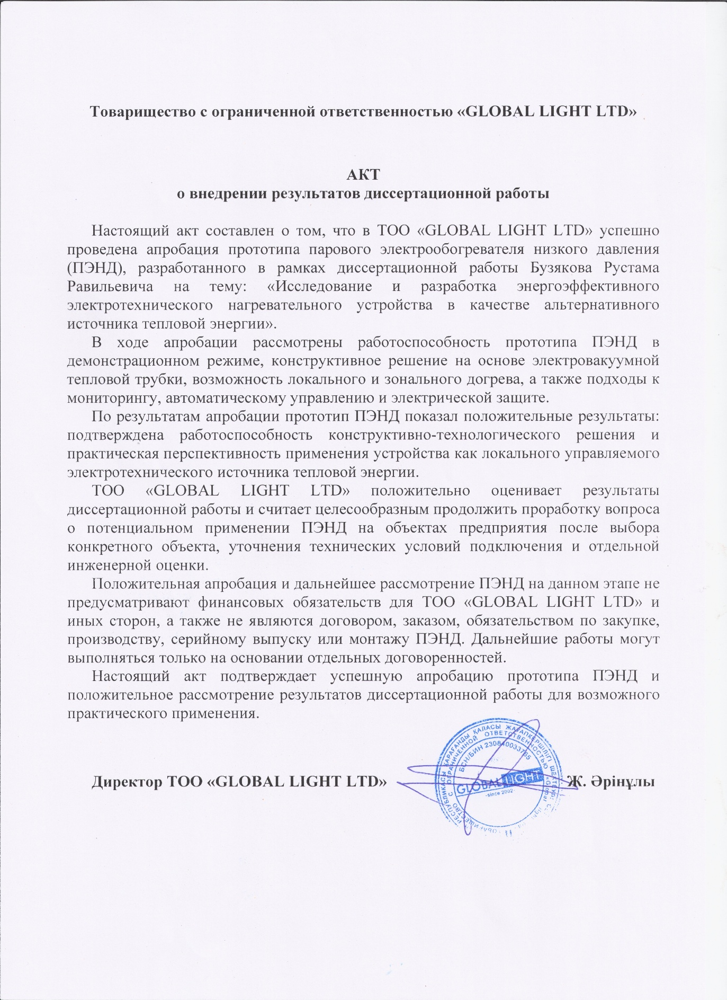 Товарищество с ограниченной ответственностью «GLOBAL LIGHT LTD»
АКТ
о внедрении результатов диссертационной работы
Настоящий акт составлен о том, что в ТОО «GLOBAL LIGHT LTD» успешно
проведена апробация прототипа парового электрообогревателя низкого давления
(ПЭНД), разработанного в рамках диссертационной работы Бузякова Рустама
Равильевича на тему: «Исследование и разработка энергоэффективного
электротехнического нагревательного устройства в качестве альтернативного
источника тепловой энергии».
В ходе апробации рассмотрены работоспособность прототипа ПЭНД в
демонстрационном режиме, конструктивное решение на основе электровакуумной
тепловой трубки, возможность локального и зонального догрева, а также подходы к
мониторингу, автоматическому управлению и электрической защите.
По результатам апробации прототип ПЭНД показал положительные результаты:
подтверждена работоспособность конструктивно-технологического решения и
практическая перспективность применения устройства как локального управляемого
электротехнического источника тепловой энергии.
ТОО «GLOBAL LIGHT LTD» положительно оценивает результаты
диссертационной работы и считает целесообразным продолжить проработку вопроса
о потенциальном применении ПЭНД на объектах предприятия после выбора
конкретного объекта, уточнения технических условий подключения и отдельной
инженерной оценки.
Положительная апробация и дальнейшее рассмотрение ПЭНД на данном этапе не
предусматривают финансовых обязательств для ТОО «GLOBAL LIGHT LTD» и
иных сторон, а также не являются договором, заказом, обязательством по закупке,
производству, серийному выпуску или монтажу ПЭНД. Дальнейшие работы могут
выполняться только на основании отдельных договоренностей.
Настоящий акт подтверждает успешную апробацию прототипа ПЭНД и
положительное рассмотрение результатов диссертационной работы для возможного
практического применения.
Директор ТОО «GLOBAL LIGHT LTD» Ж. Әрінұлы
РЕСПУБЛИКАСЫ ҚАРАҒАНДЫ ҚАЛАСЫ ЖАУАПКЕРШІЛІГІ ШЕКТЕУЛІ
С ОГРАНИЧЕННОЙ ОТВЕТСТВЕННОСТЬЮ «Global
БСН/БИН 230840033765
GLOBAL LIGHT
-since 2002-